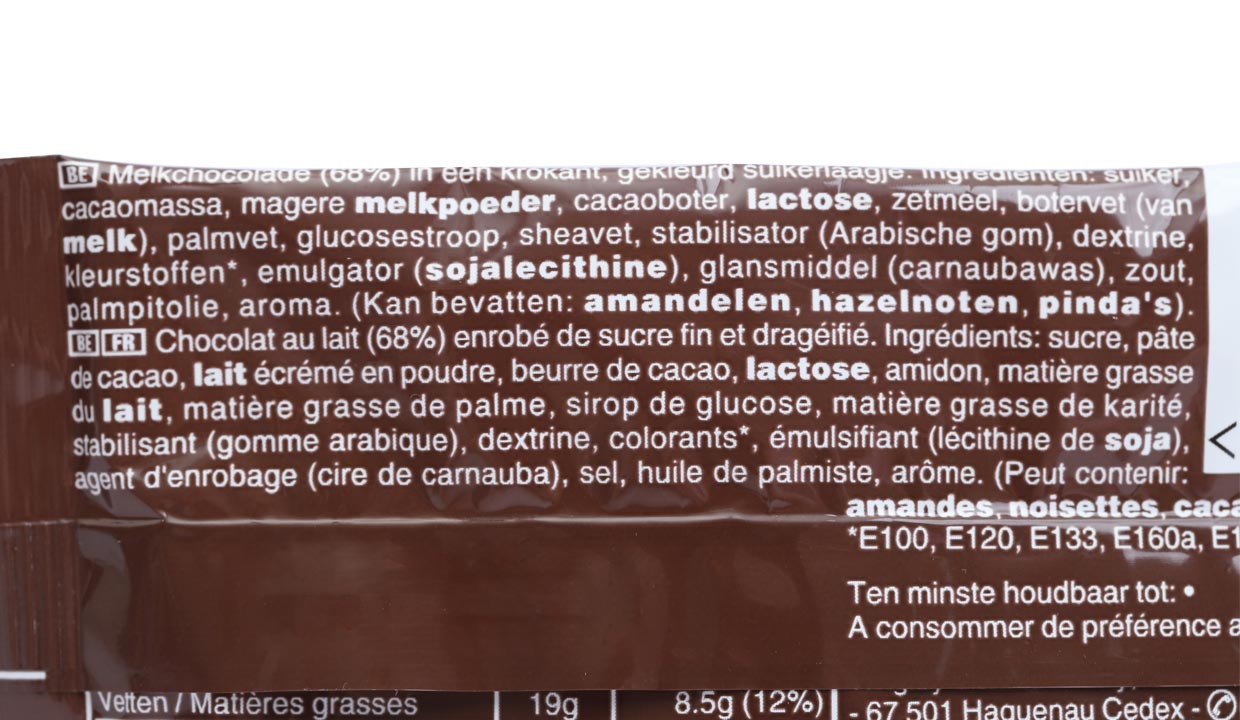 BE Melkchocolade (68%) in een krokant, gekleurd suikerlaagje. Ingrediënten: suiker,
cacaomassa, magere melkpoeder, cacaoboter, lactose, zetmeel, botervet (van
melk), palmvet, glucosestroop, sheavet, stabilisator (Arabische gom), dextrine,
kleurstoffen*, emulgator (sojalecithine), glansmiddel (carnaubawas), zout,
palmpitolie, aroma. (Kan bevatten: amandelen, hazelnoten, pinda's).
BE FR Chocolat au lait (68%) enrobé de sucre fin et dragéifié. Ingrédients: sucre, pâte
de cacao, lait écrémé en poudre, beurre de cacao, lactose, amidon, matière grasse
du lait, matière grasse de palme, sirop de glucose, matière grasse de karité,
stabilisant (gomme arabique), dextrine, colorants*, émulsifiant (lécithine de soja),
agent d'enrobage (cire de carnauba), sel, huile de palmiste, arôme. (Peut contenir:
amandes, noisettes, caca
*E100, E120, E133, E160a, E1
Ten minste houdbaar tot: •
A consommer de préférence a
Vetten / Matières grasses 19g 8.5g (12%)
- 67 501 Haguenau Cedex -
<